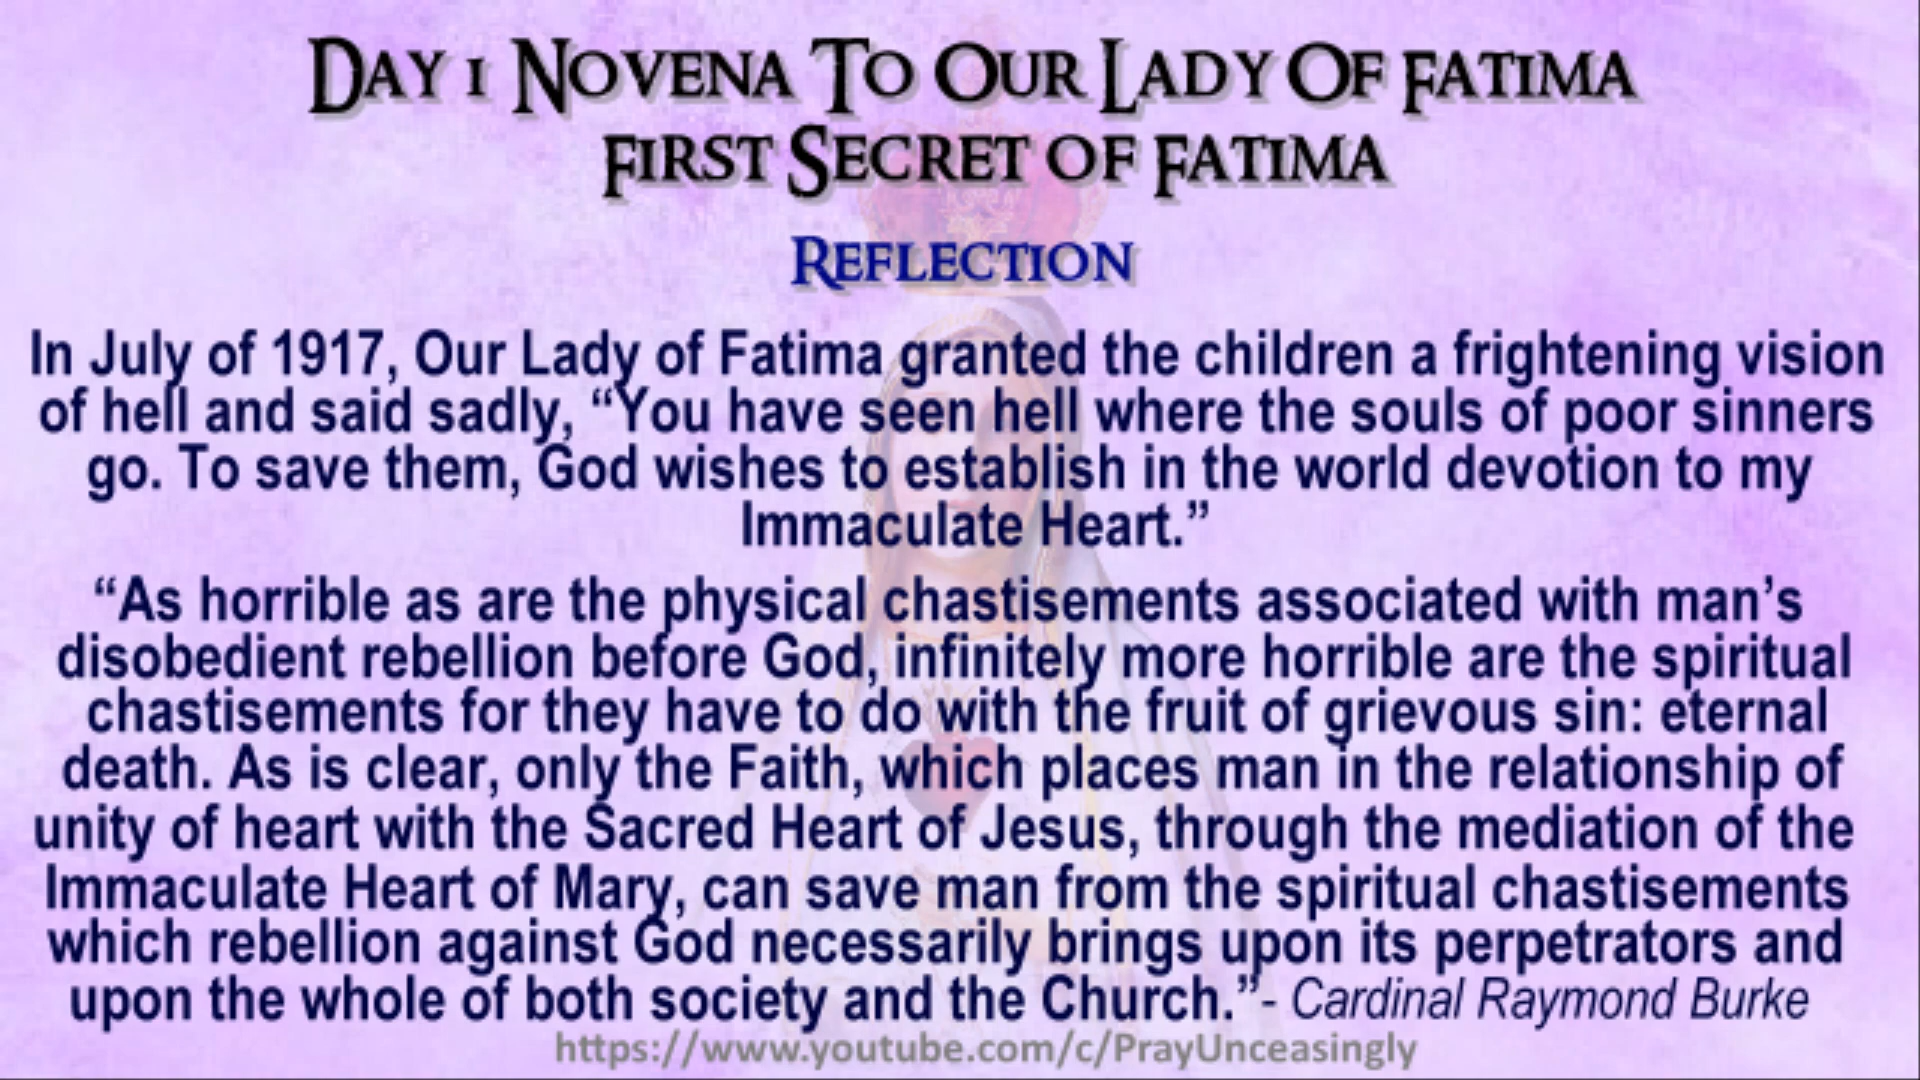 Day 1 Novena To Our Lady Of Fatima
First Secret of Fatima
Reflection
In July of 1917, Our Lady of Fatima granted the children a frightening vision
of hell and said sadly, “You have seen hell where the souls of poor sinners
go. To save them, God wishes to establish in the world devotion to my
Immaculate Heart.”
“As horrible as are the physical chastisements associated with man’s
disobedient rebellion before God, infinitely more horrible are the spiritual
chastisements for they have to do with the fruit of grievous sin: eternal
death. As is clear, only the Faith, which places man in the relationship of
unity of heart with the Sacred Heart of Jesus, through the mediation of the
Immaculate Heart of Mary, can save man from the spiritual chastisements
which rebellion against God necessarily brings upon its perpetrators and
upon the whole of both society and the Church.”- Cardinal Raymond Burke
https://www.youtube.com/c/PrayUnceasingly